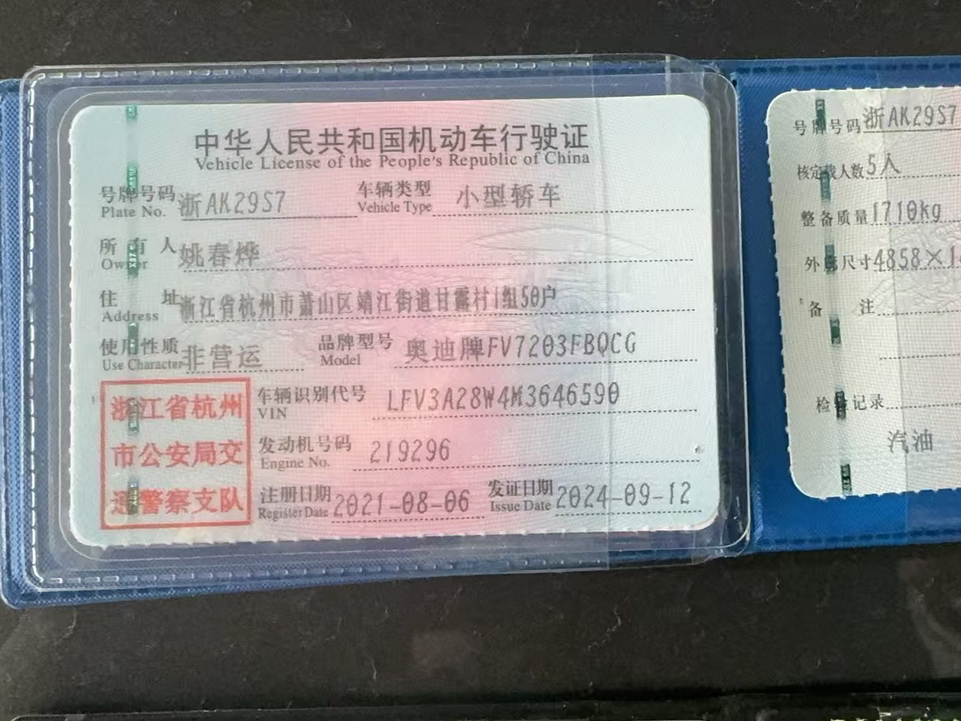 中华人民共和国机动车行驶证
Vehicle License of the People's Republic of China
号牌号码 浙AK29S7 车辆类型 小型轿车
Plate No. Vehicle Type
所有人 姚春烨
Owner
住址 浙江省杭州市萧山区靖江街道甘露村1组50户
Address
使用性质 非营运 品牌型号 奥迪牌FV7203FBQCG
Use Character Model
浙江省杭州
市公安局交
通警察支队
车辆识别代号 LFV3A28W4M3646590
VIN
发动机号码 219296
Engine No.
注册日期 2021-08-06 发证日期 2024-09-12
Register Date Issue Date
号牌号码 浙AK29S7
核定载人数 5人
整备质量 1710kg
外廓尺寸 4858×1
备注
检验记录
汽油